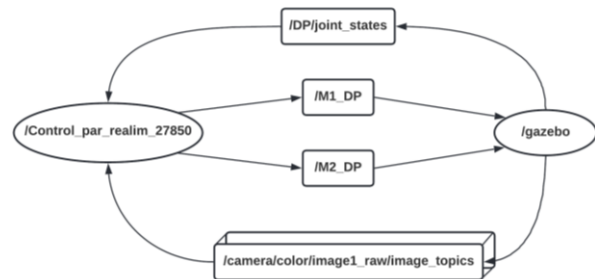 /DP/joint_states
/M1_DP
/Control_par_realim_27850
/gazebo
/M2_DP
/camera/color/image1_raw/image_topics